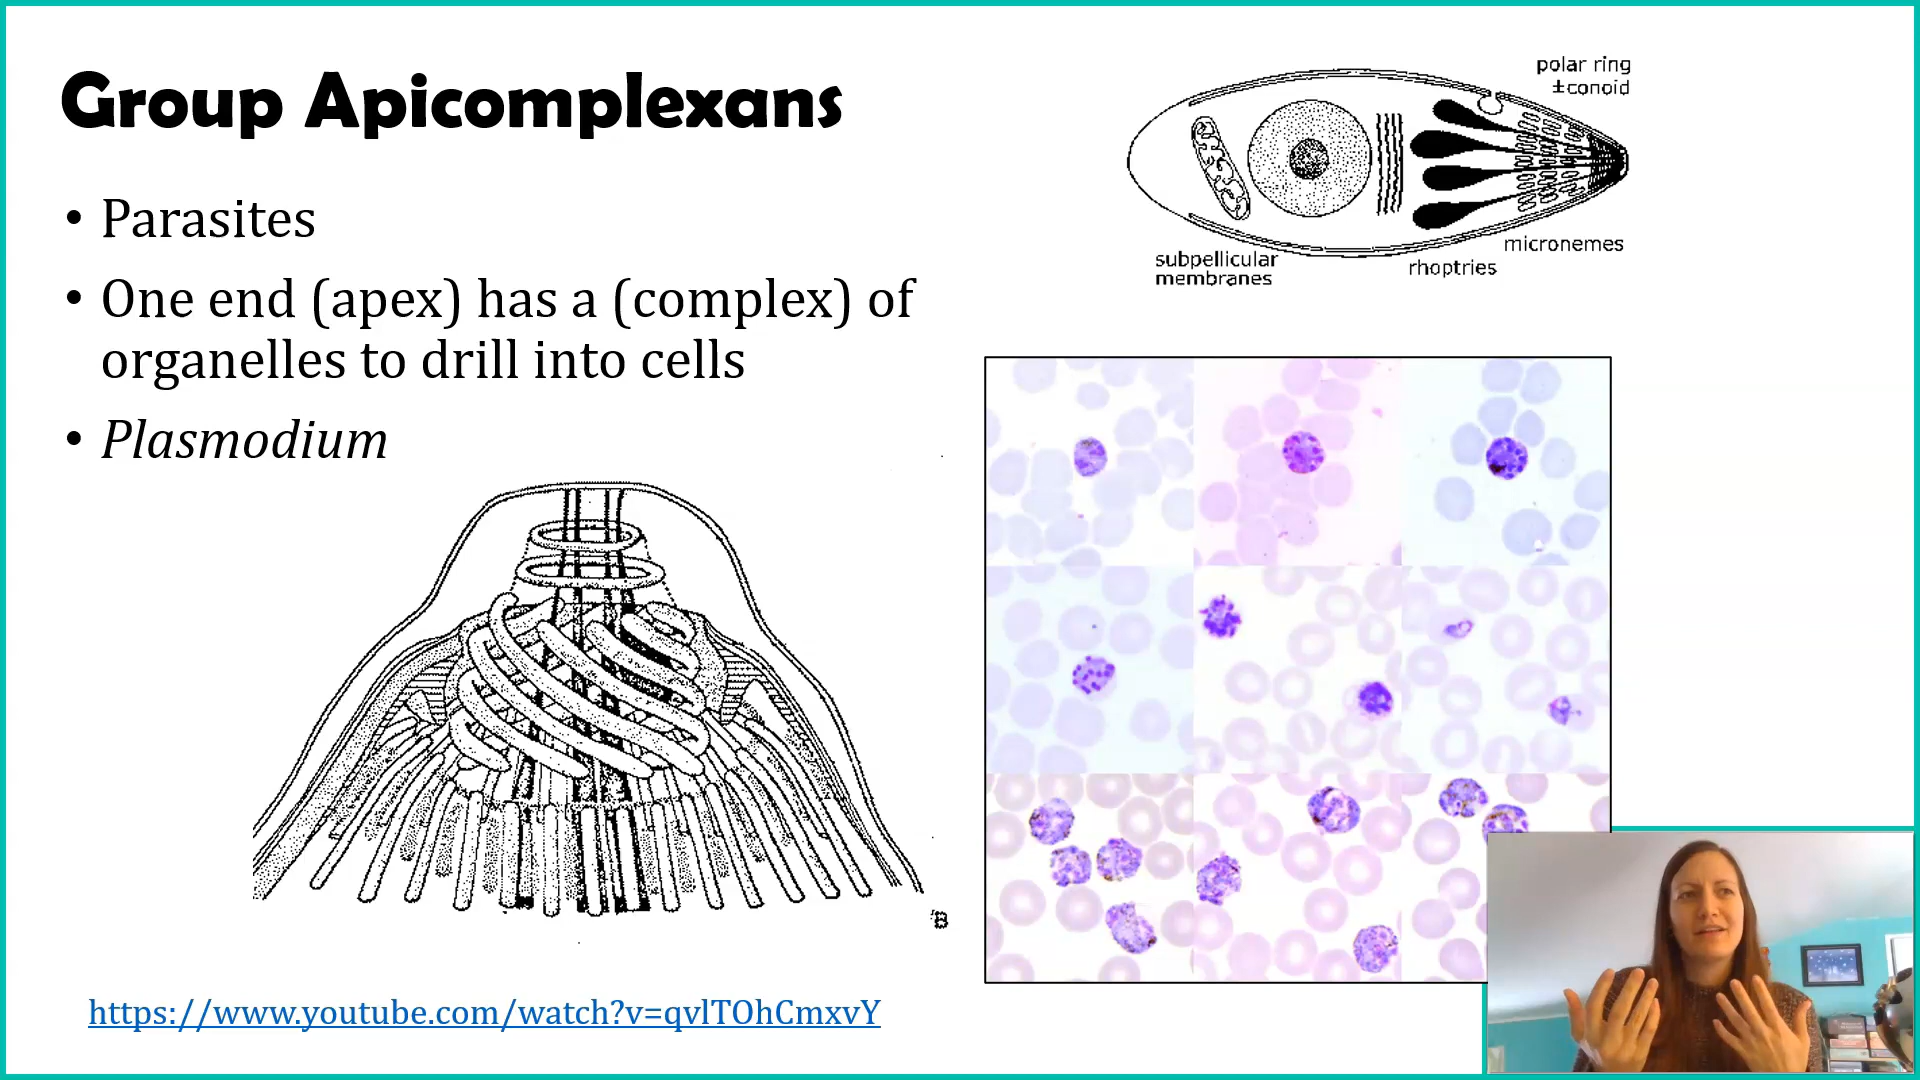 Group Apicomplexans
• Parasites
• One end (apex) has a (complex) of
organelles to drill into cells
• Plasmodium
polar ring
±conoid
micronemes
rhoptries
subpellicular
membranes
B
https://www.youtube.com/watch?v=qvlTOhCmxvY